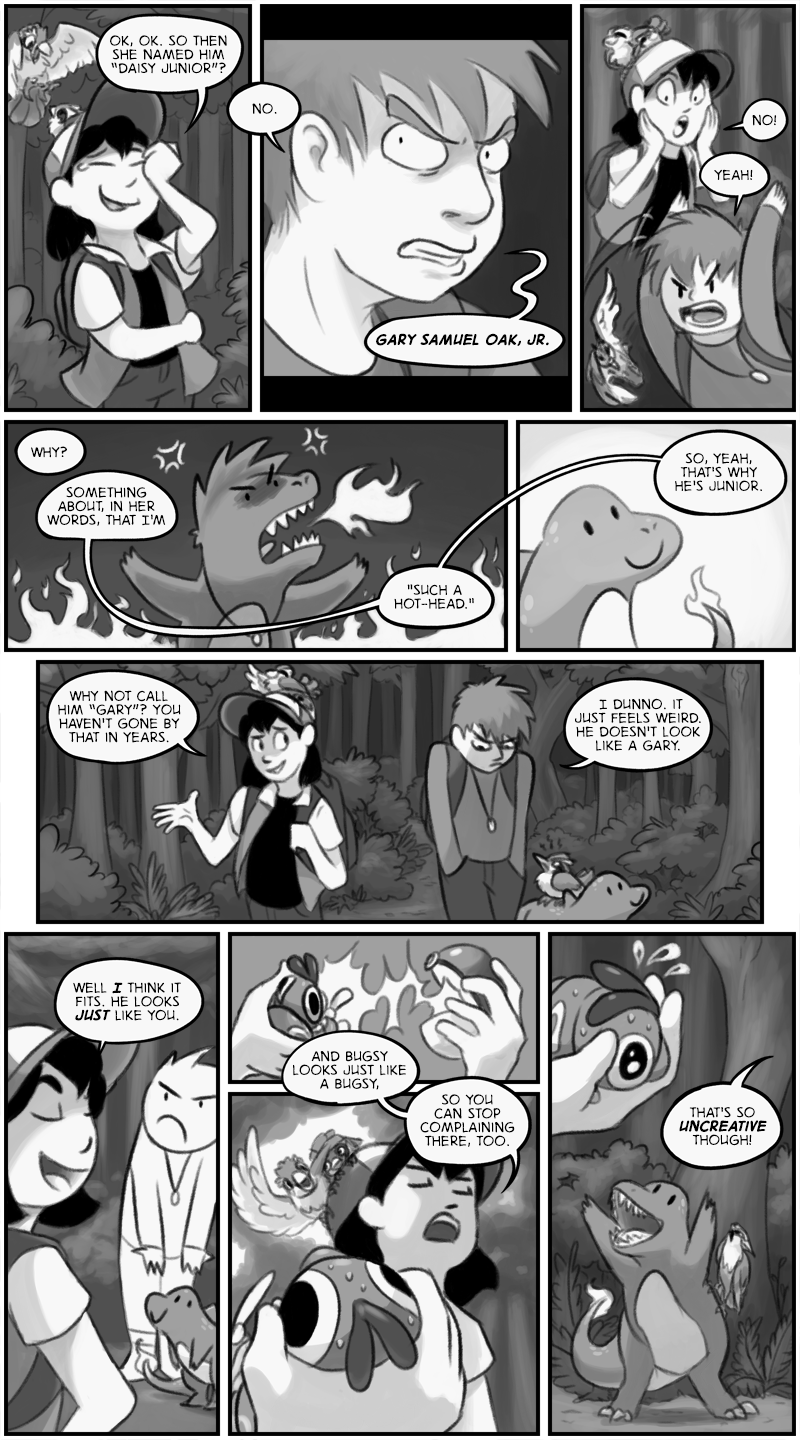 OK, OK. SO THEN
SHE NAMED HIM
"DAISY JUNIOR"?
NO.
GARY SAMUEL OAK, JR.
NO!
YEAH!
WHY?
SOMETHING
ABOUT, IN HER
WORDS, THAT I'M
"SUCH A
HOT-HEAD."
SO, YEAH,
THAT'S WHY
HE'S JUNIOR.
WHY NOT CALL
HIM "GARY"? YOU
HAVEN'T GONE BY
THAT IN YEARS.
I DUNNO. IT
JUST FEELS WEIRD.
HE DOESN'T LOOK
LIKE A GARY.
WELL I THINK IT
FITS. HE LOOKS
JUST LIKE YOU.
AND BUGSY
LOOKS JUST LIKE
A BUGSY,
SO YOU
CAN STOP
COMPLAINING
THERE, TOO.
THAT'S SO
UNCREATIVE
THOUGH!